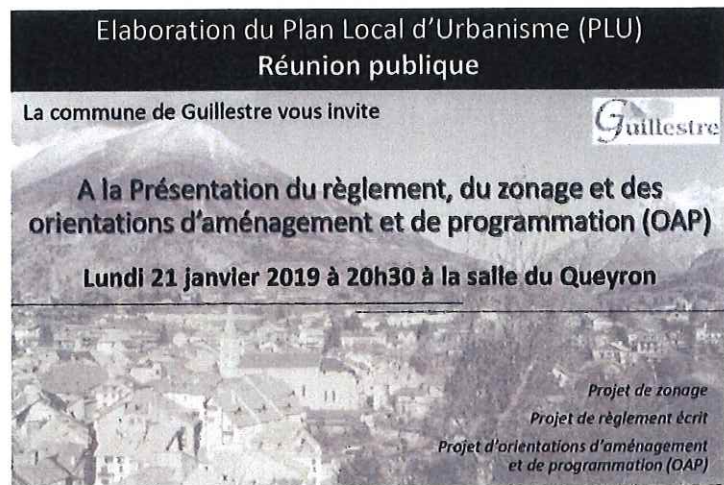 Elaboration du Plan Local d'Urbanisme (PLU)
Réunion publique
La commune de Guillestre vous invite
Guillestre
A la Présentation du règlement, du zonage et des
orientations d'aménagement et de programmation (OAP)
Lundi 21 janvier 2019 à 20h30 à la salle du Queyron
Projet de zonage
Projet de règlement écrit
Projet d'orientations d'aménagement
et de programmation (OAP)